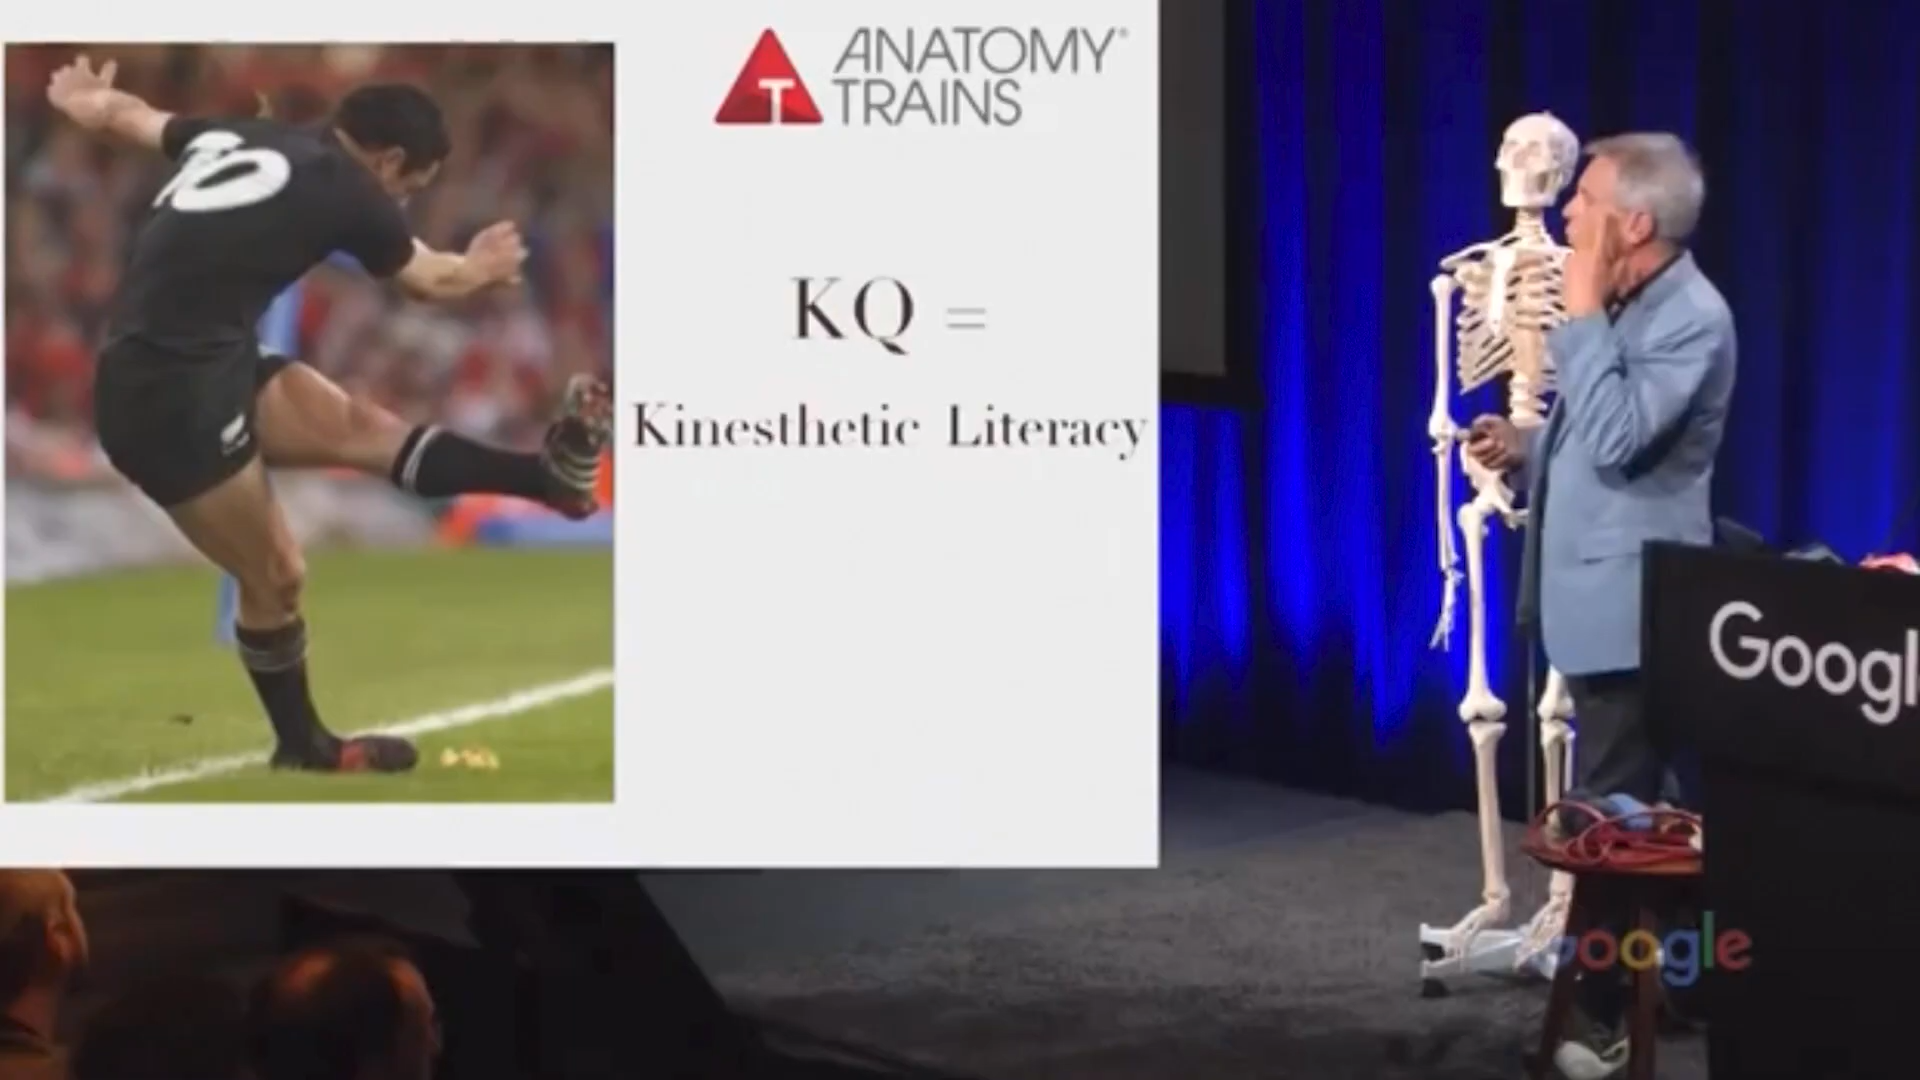 ANATOMY
TRAINS
T
KQ =
Kinesthetic Literacy
10
Googl
Google